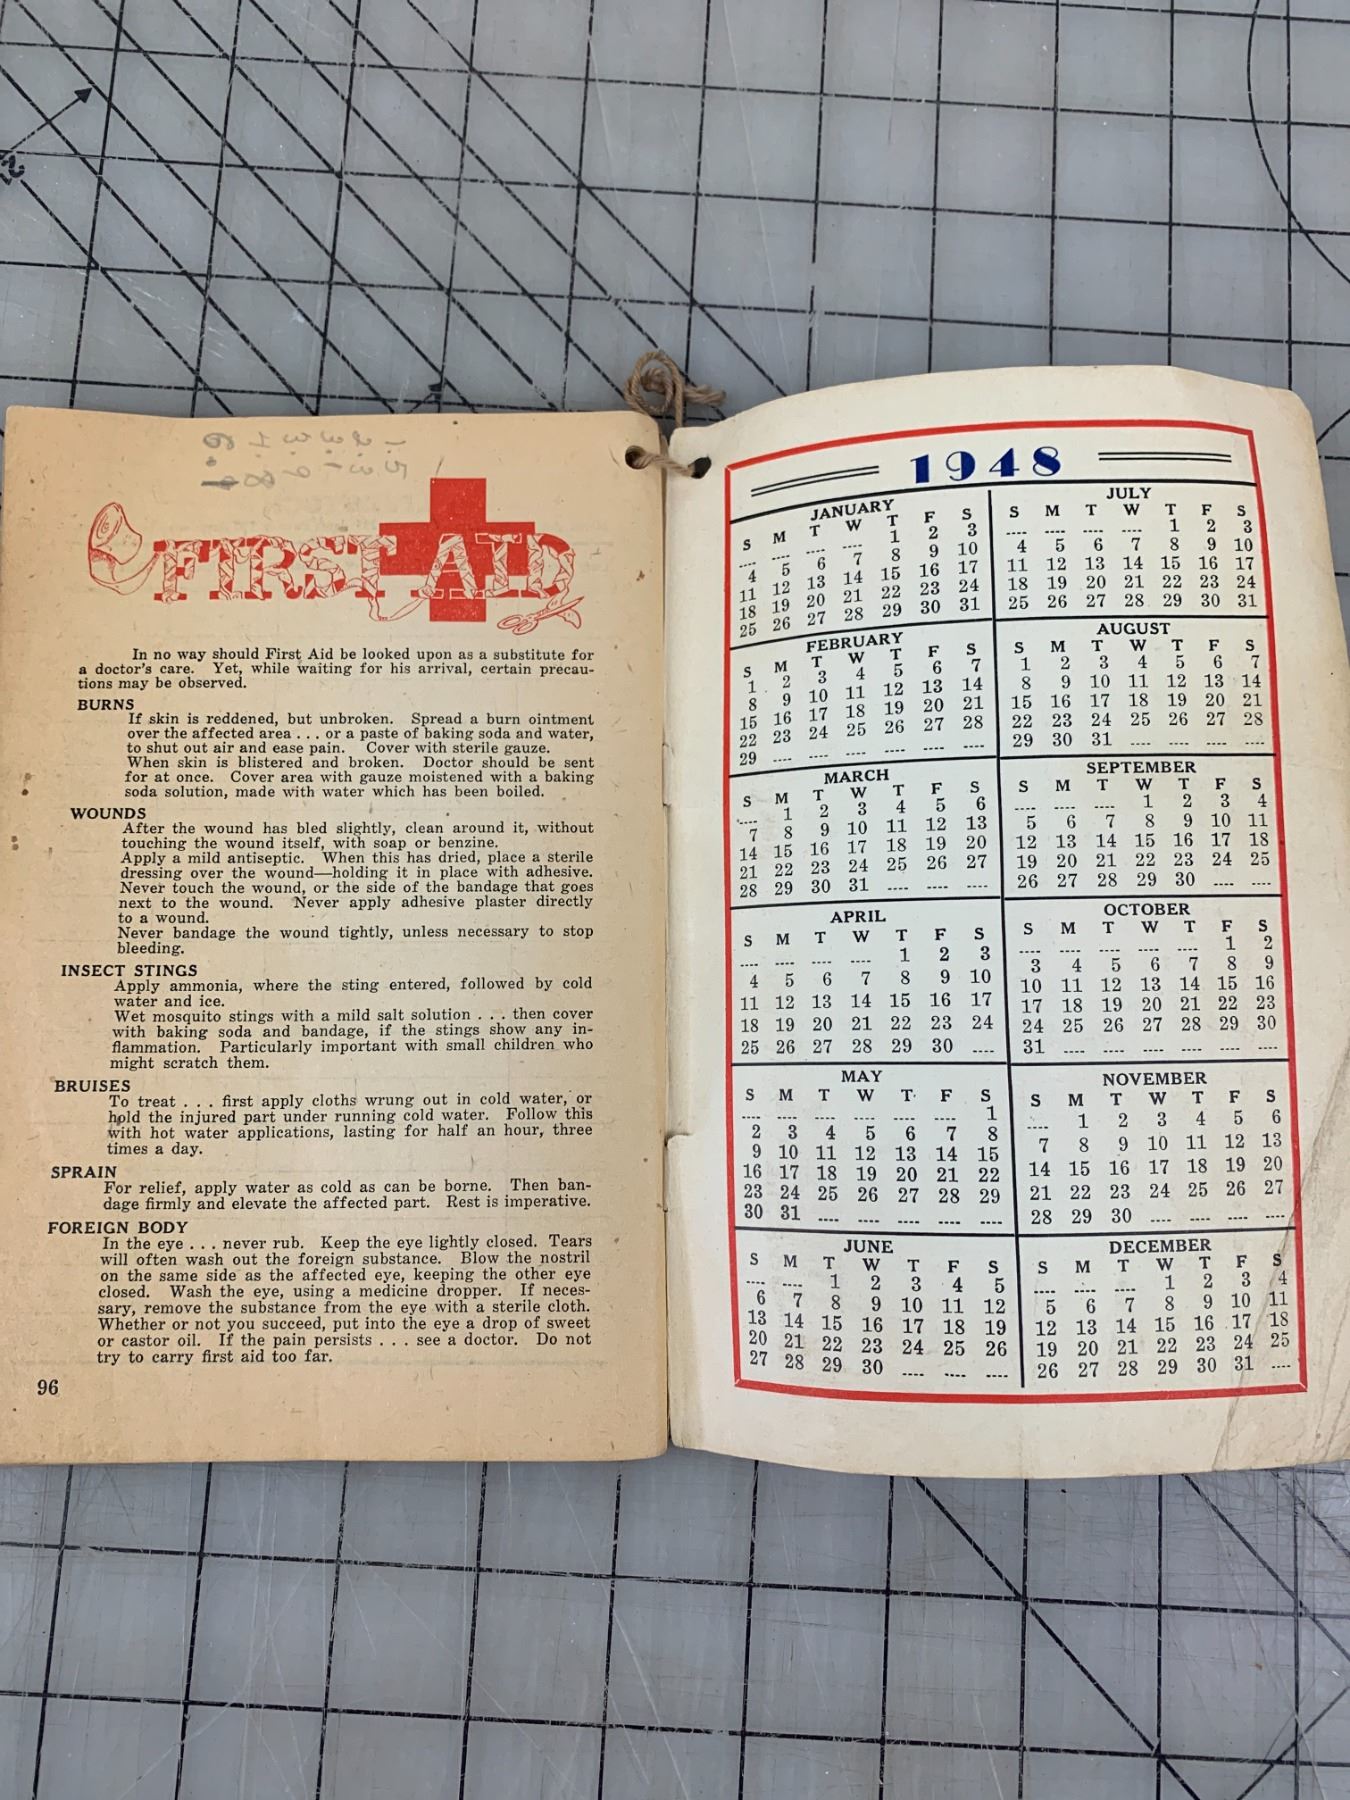 FIRST AID
In no way should First Aid be looked upon as a substitute for
a doctor's care. Yet, while waiting for his arrival, certain precau-
tions may be observed.
BURNS
If skin is reddened, but unbroken. Spread a burn ointment
over the affected area . . . or a paste of baking soda and water,
to shut out air and ease pain. Cover with sterile gauze.
When skin is blistered and broken. Doctor should be sent
for at once. Cover area with gauze moistened with a baking
soda solution, made with water which has been boiled.
WOUNDS
After the wound has bled slightly, clean around it, without
touching the wound itself, with soap or benzine.
Apply a mild antiseptic. When this has dried, place a sterile
dressing over the wound—holding it in place with adhesive.
Never touch the wound, or the side of the bandage that goes
next to the wound. Never apply adhesive plaster directly
to a wound.
Never bandage the wound tightly, unless necessary to stop
bleeding.
INSECT STINGS
Apply ammonia, where the sting entered, followed by cold
water and ice.
Wet mosquito stings with a mild salt solution . . . then cover
with baking soda and bandage, if the stings show any in-
flammation. Particularly important with small children who
might scratch them.
BRUISES
To treat . . . first apply cloths wrung out in cold water, or
hold the injured part under running cold water. Follow this
with hot water applications, lasting for half an hour, three
times a day.
SPRAIN
For relief, apply water as cold as can be borne. Then ban-
dage firmly and elevate the affected part. Rest is imperative.
FOREIGN BODY
In the eye . . . never rub. Keep the eye lightly closed. Tears
will often wash out the foreign substance. Blow the nostril
on the same side as the affected eye, keeping the other eye
closed. Wash the eye, using a medicine dropper. If neces-
sary, remove the substance from the eye with a sterile cloth.
Whether or not you succeed, put into the eye a drop of sweet
or castor oil. If the pain persists . . . see a doctor. Do not
try to carry first aid too far.
96
1948
JANUARY
S M T W T F S
.... .... .... .... 1 2 3
4 5 6 7 8 9 10
11 12 13 14 15 16 17
18 19 20 21 22 23 24
25 26 27 28 29 30 31
FEBRUARY
S M T W T F S
1 2 3 4 5 6 7
8 9 10 11 12 13 14
15 16 17 18 19 20 21
22 23 24 25 26 27 28
29 .... .... .... .... .... ....
MARCH
S M T W T F S
.... 1 2 3 4 5 6
7 8 9 10 11 12 13
14 15 16 17 18 19 20
21 22 23 24 25 26 27
28 29 30 31 .... .... ....
APRIL
S M T W T F S
.... .... .... .... 1 2 3
4 5 6 7 8 9 10
11 12 13 14 15 16 17
18 19 20 21 22 23 24
25 26 27 28 29 30 ....
MAY
S M T W T F S
.... .... .... .... .... .... 1
2 3 4 5 6 7 8
9 10 11 12 13 14 15
16 17 18 19 20 21 22
23 24 25 26 27 28 29
30 31 .... .... .... .... ....
JUNE
S M T W T F S
.... .... 1 2 3 4 5
6 7 8 9 10 11 12
13 14 15 16 17 18 19
20 21 22 23 24 25 26
27 28 29 30 .... .... ....
JULY
S M T W T F S
.... .... .... .... 1 2 3
4 5 6 7 8 9 10
11 12 13 14 15 16 17
18 19 20 21 22 23 24
25 26 27 28 29 30 31
AUGUST
S M T W T F S
1 2 3 4 5 6 7
8 9 10 11 12 13 14
15 16 17 18 19 20 21
22 23 24 25 26 27 28
29 30 31 .... .... .... ....
SEPTEMBER
S M T W T F S
.... .... .... 1 2 3 4
5 6 7 8 9 10 11
12 13 14 15 16 17 18
19 20 21 22 23 24 25
26 27 28 29 30 .... ....
OCTOBER
S M T W T F S
.... .... .... .... .... 1 2
3 4 5 6 7 8 9
10 11 12 13 14 15 16
17 18 19 20 21 22 23
24 25 26 27 28 29 30
31 .... .... .... .... .... ....
NOVEMBER
S M T W T F S
.... 1 2 3 4 5 6
7 8 9 10 11 12 13
14 15 16 17 18 19 20
21 22 23 24 25 26 27
28 29 30 .... .... .... ....
DECEMBER
S M T W T F S
.... .... .... 1 2 3 4
5 6 7 8 9 10 11
12 13 14 15 16 17 18
19 20 21 22 23 24 25
26 27 28 29 30 31 ....